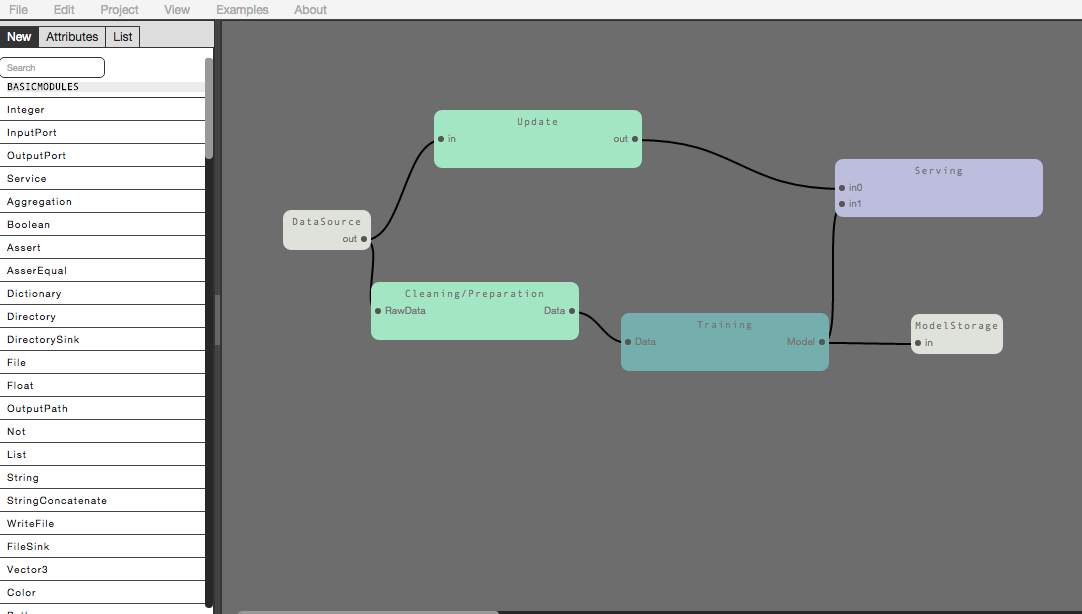 File Edit Project View Examples About
New Attributes List
Search
BASICMODULES
Integer
InputPort
OutputPort
Service
Aggregation
Boolean
Assert
AsserEqual
Dictionary
Directory
DirectorySink
File
Float
OutputPath
Not
List
String
StringConcatenate
WriteFile
FileSink
Vector3
Color
Update
in out
Serving
in0
in1
DataSource
out
Cleaning/Preparation
RawData Data
Training
Data Model
ModelStorage
in